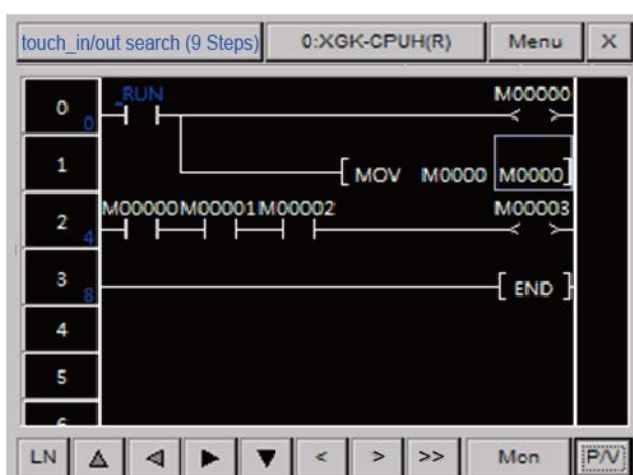 touch_in/out search (9 Steps) 0:XGK-CPUH(R) Menu X
0 0 _RUN M00000
1 MOV M0000 M0000
2 4 M00000 M00001 M00002 M00003
3 8 END
4
5
LN < > >> Mon P/V